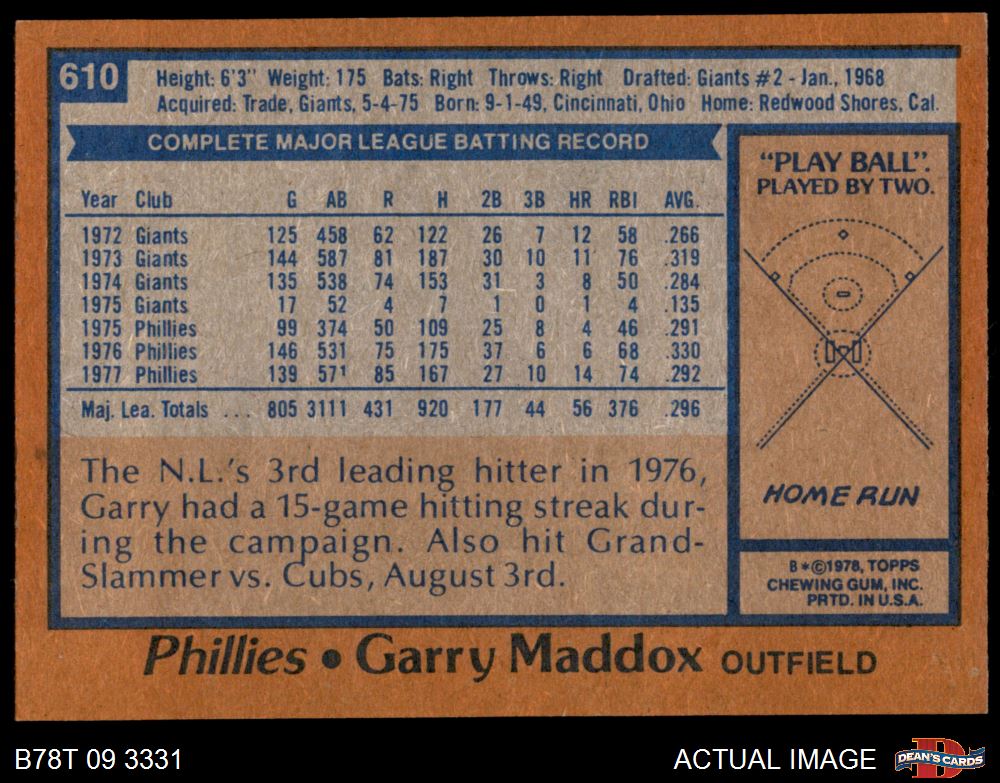 610
Height: 6'3" Weight: 175 Bats: Right Throws: Right Drafted: Giants #2 - Jan., 1968
Acquired: Trade, Giants, 5-4-75 Born: 9-1-49, Cincinnati, Ohio Home: Redwood Shores, Cal.
COMPLETE MAJOR LEAGUE BATTING RECORD
Year Club G AB R H 2B 3B HR RBI AVG.
1972 Giants 125 458 62 122 26 7 12 58 .266
1973 Giants 144 587 81 187 30 10 11 76 .319
1974 Giants 135 538 74 153 31 3 8 50 .284
1975 Giants 17 52 4 7 1 0 1 4 .135
1975 Phillies 99 374 50 109 25 8 4 46 .291
1976 Phillies 146 531 75 175 37 6 6 68 .330
1977 Phillies 139 571 85 167 27 10 14 74 .292
Maj. Lea. Totals ... 805 3111 431 920 177 44 56 376 .296
The N.L.'s 3rd leading hitter in 1976,
Garry had a 15-game hitting streak dur-
ing the campaign. Also hit Grand-
Slammer vs. Cubs, August 3rd.
"PLAY BALL".
PLAYED BY TWO.
HOME RUN
B*©1978, TOPPS
CHEWING GUM, INC.
PRTD. IN U.S.A.
Phillies • Garry Maddox OUTFIELD
B78T 09 3331
ACTUAL IMAGE
D
DEAN'S CARDS